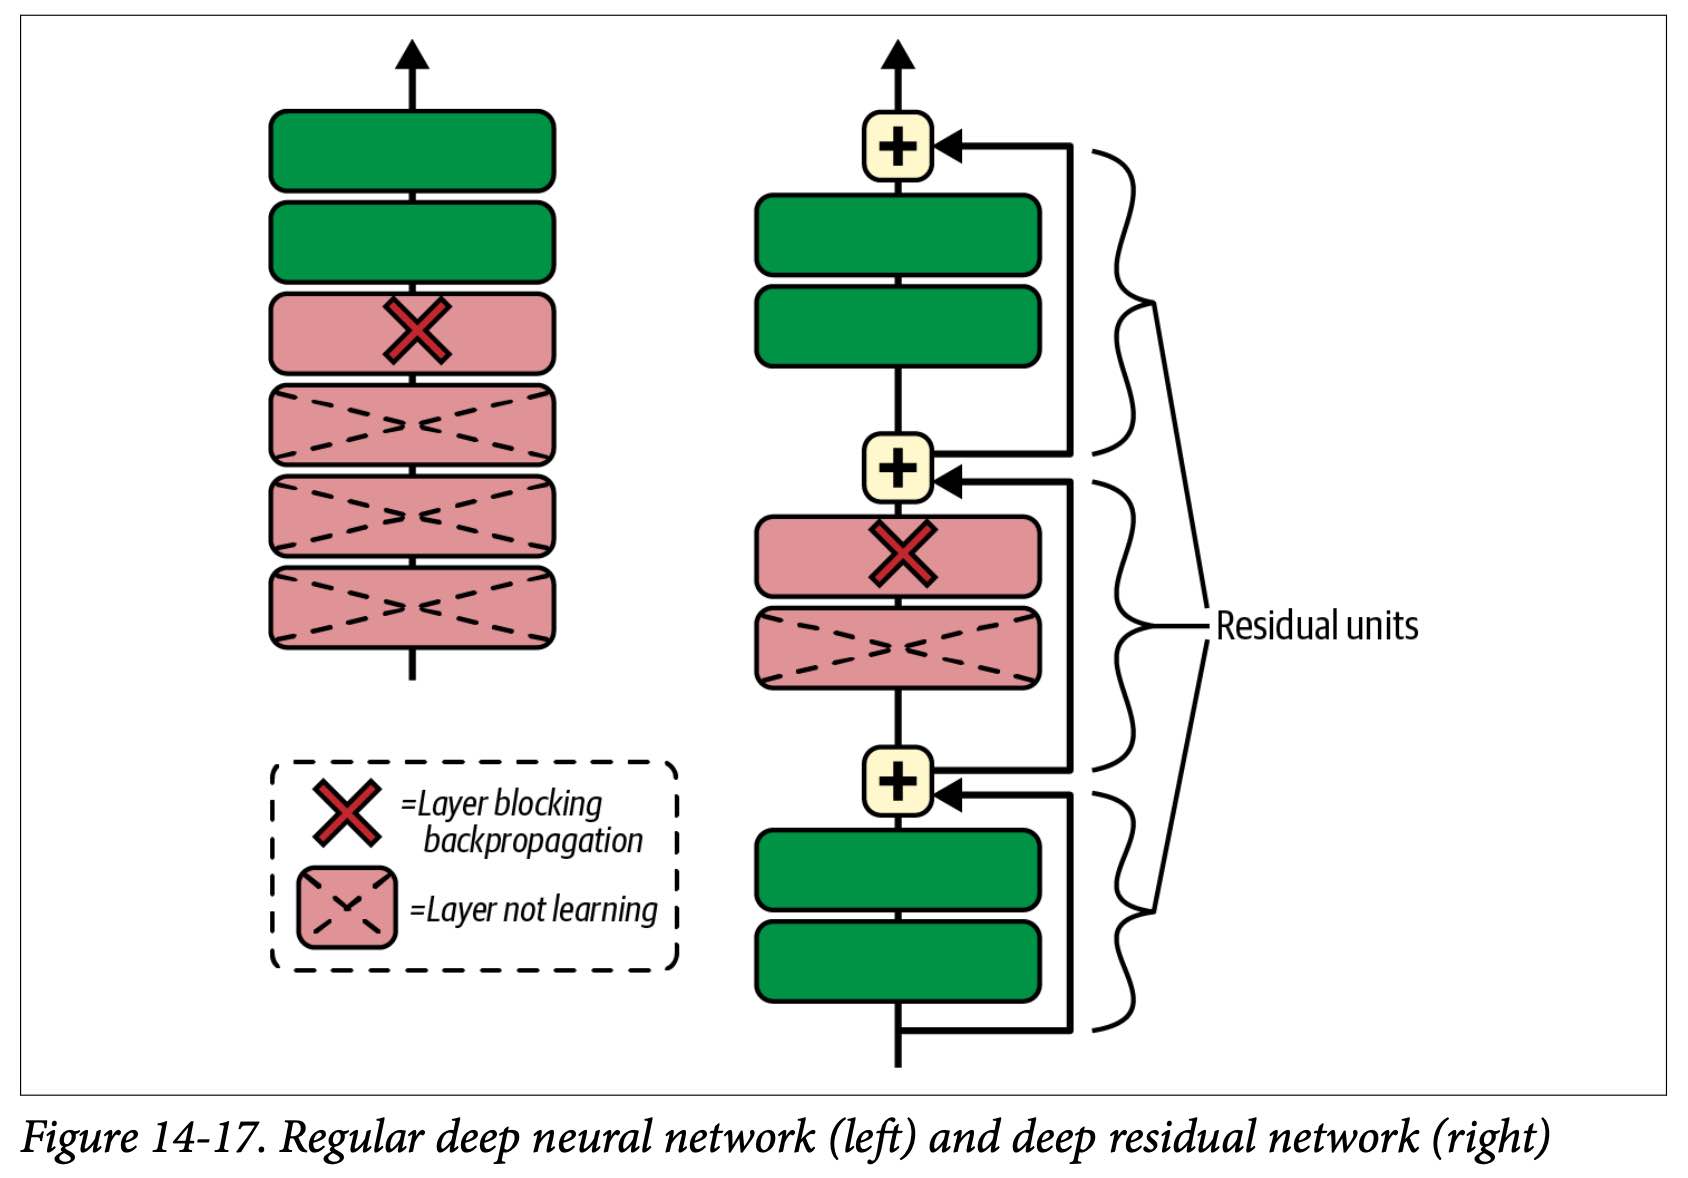 +
+
Residual units
+
=Layer blocking
backpropagation
=Layer not learning
Figure 14-17. Regular deep neural network (left) and deep residual network (right)